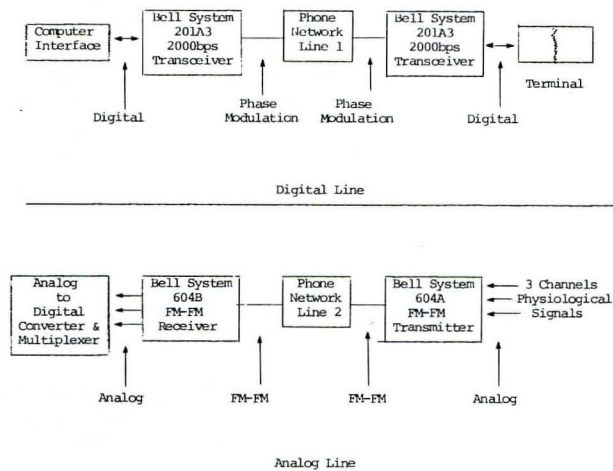 Computer
Interface
Bell System
201A3
2000bps
Transceiver
Phone
Network
Line 1
Bell System
201A3
2000bps
Transceiver
Terminal
Digital
Phase
Modulation
Phase
Modulation
Digital
Digital Line
Analog
to
Digital
Converter &
Multiplexer
Bell System
604B
FM-FM
Receiver
Phone
Network
Line 2
Bell System
604A
FM-FM
Transmitter
3 Channels
Physiological
Signals
Analog
FM-FM
FM-FM
Analog
Analog Line